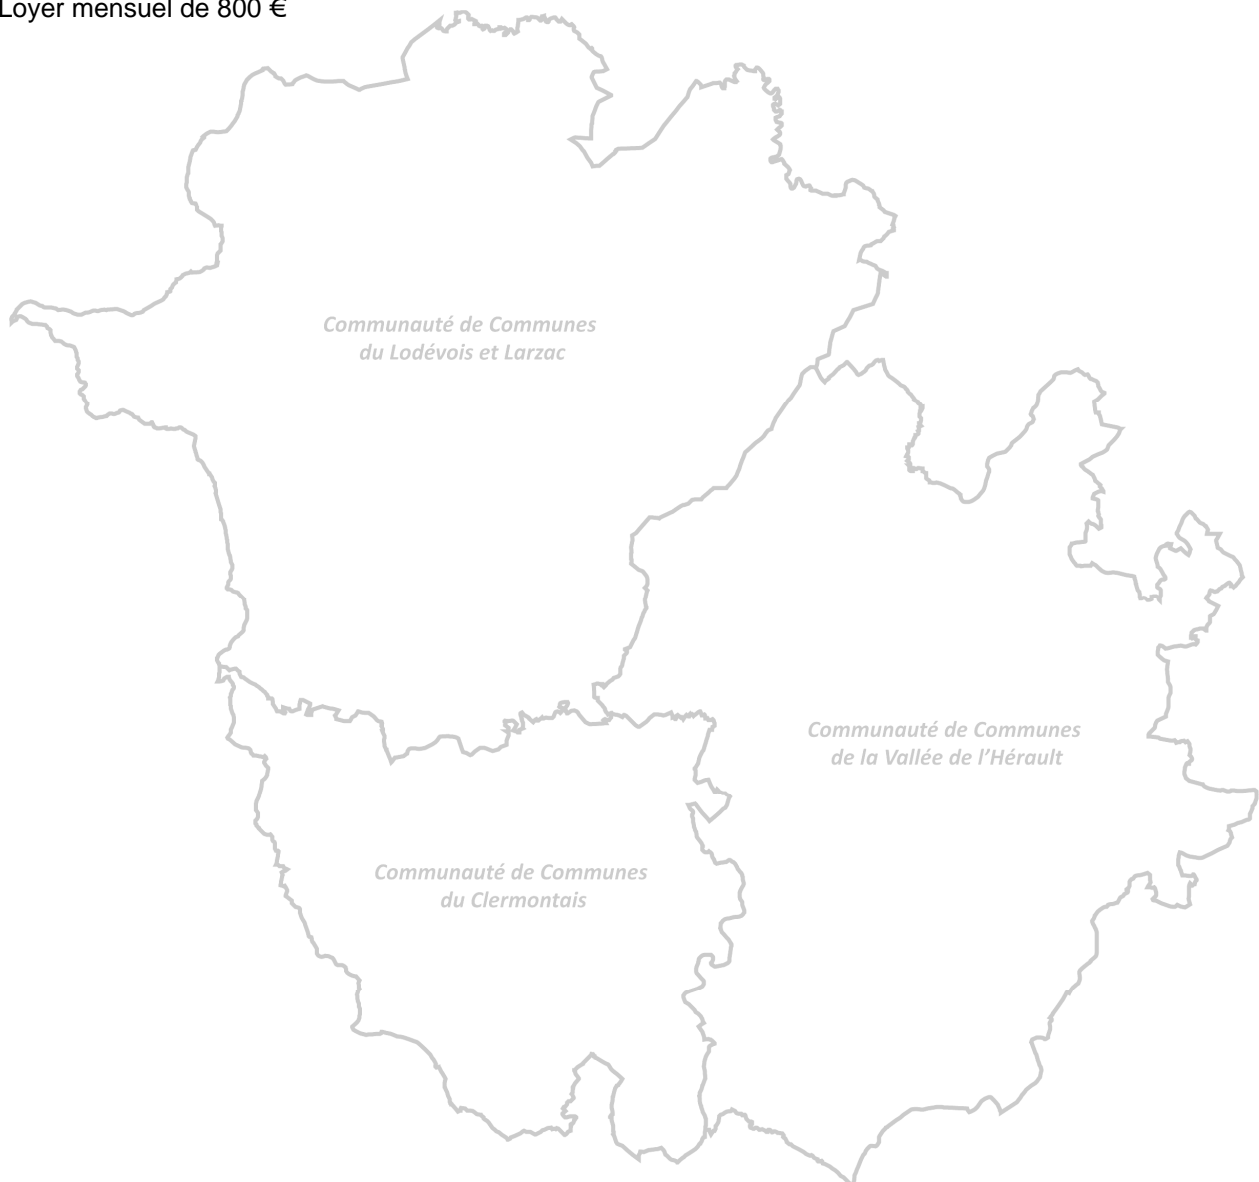 Loyer mensuel de 800 €
Communauté de Communes
du Lodévois et Larzac
Communauté de Communes
de la Vallée de l'Hérault
Communauté de Communes
du Clermontais